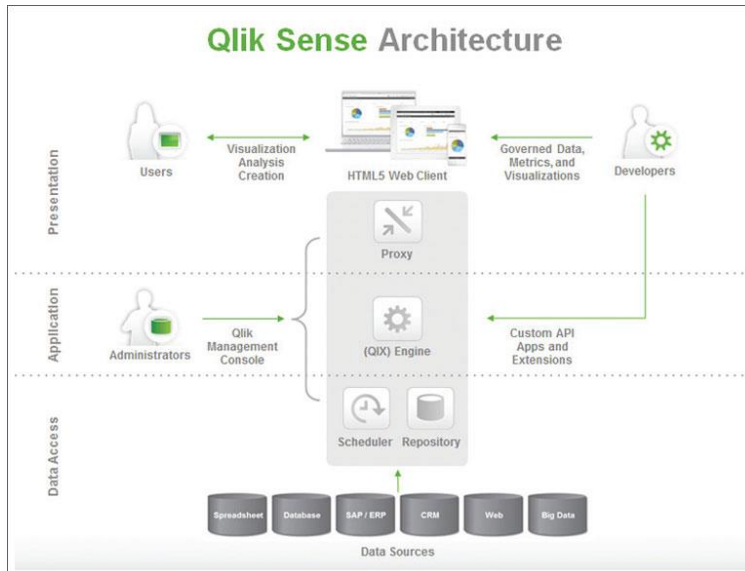 Qlik Sense Architecture
Presentation
Users
Visualization
Analysis
Creation
HTML5 Web Client
Governed Data,
Metrics, and
Visualizations
Developers
Proxy
Application
Administrators
Qlik
Management
Console
(QIX) Engine
Custom API
Apps and
Extensions
Data Access
Scheduler
Repository
Spreadsheet
Database
SAP / ERP
CRM
Web
Big Data
Data Sources